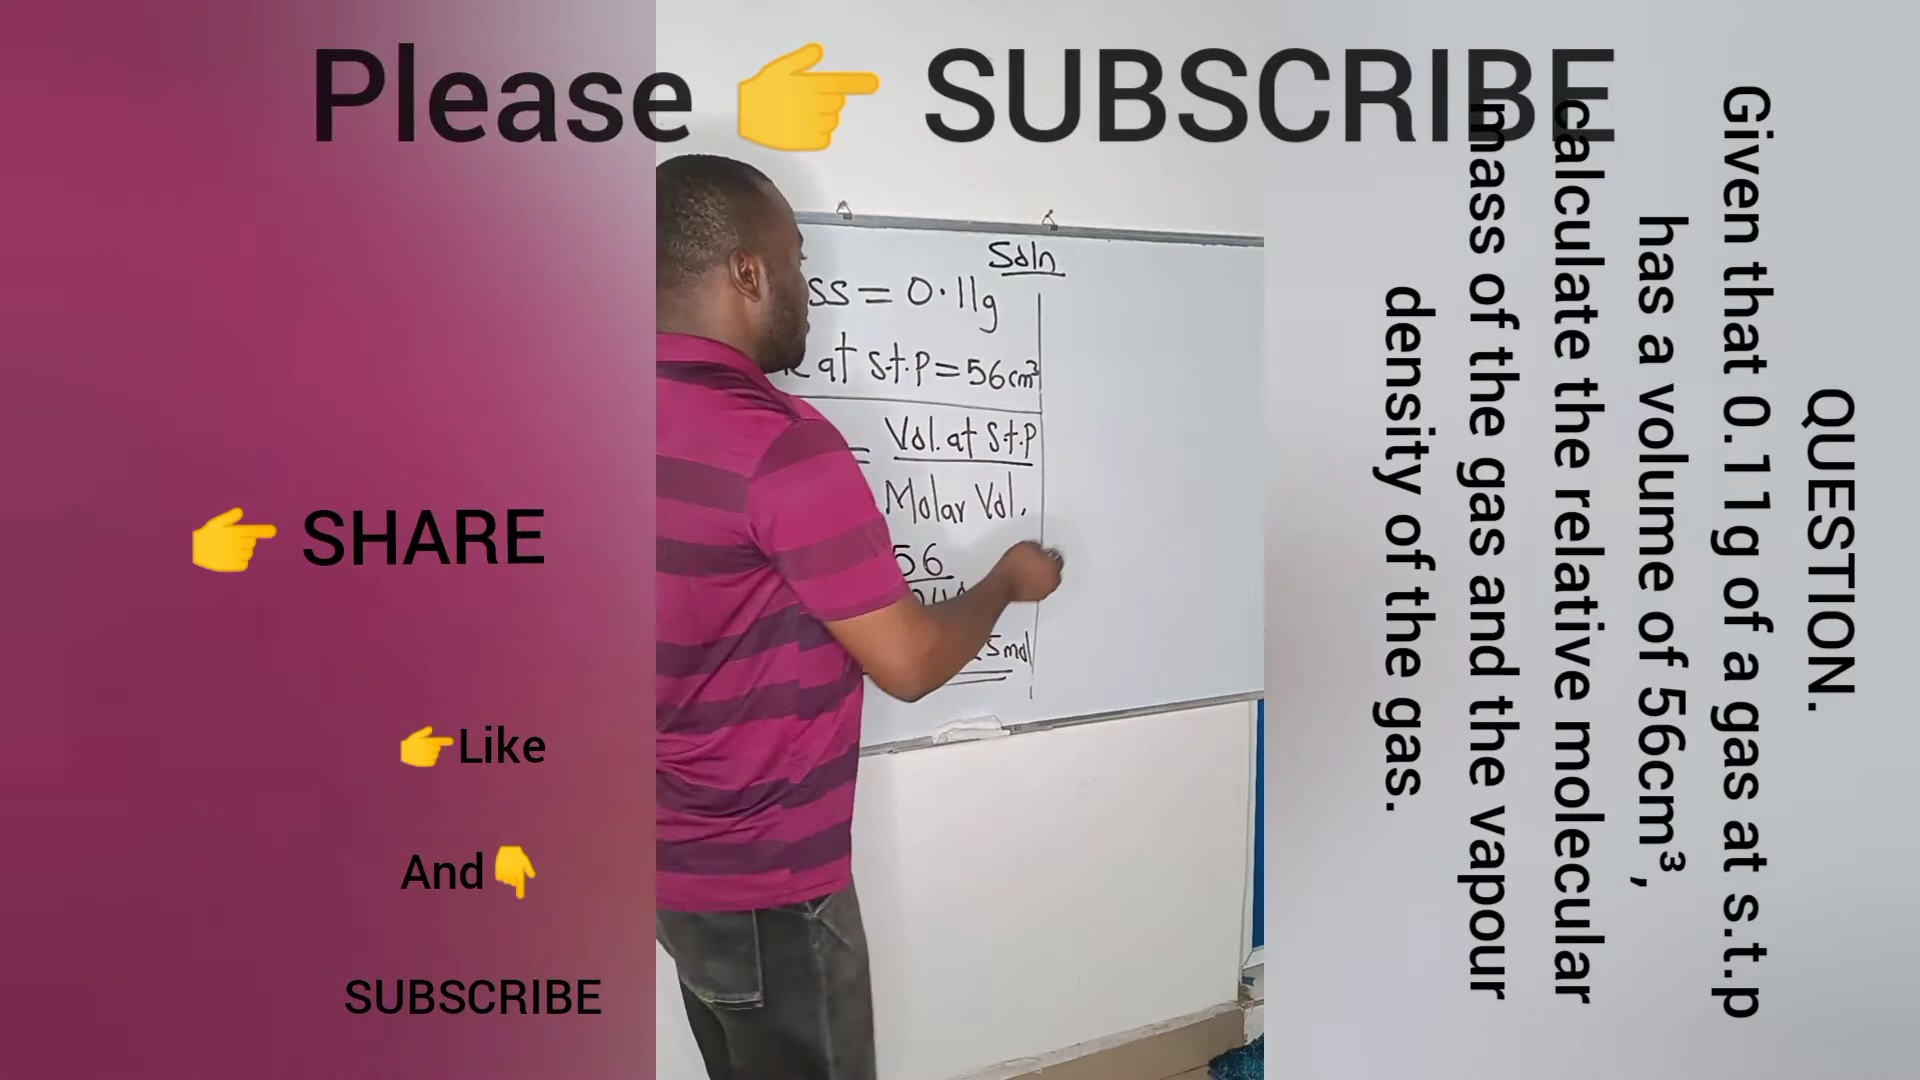 Please 👉 SUBSCRIBE
👉 SHARE
👉Like
And👇
SUBSCRIBE
Soln
ss = 0.11g
at s.t.p = 56cm³
= Vol. at s.t.p
Molar Vol.
56
5mol
QUESTION.
Given that 0.11g of a gas at s.t.p
has a volume of 56cm³,
calculate the relative molecular
mass of the gas and the vapour
density of the gas.